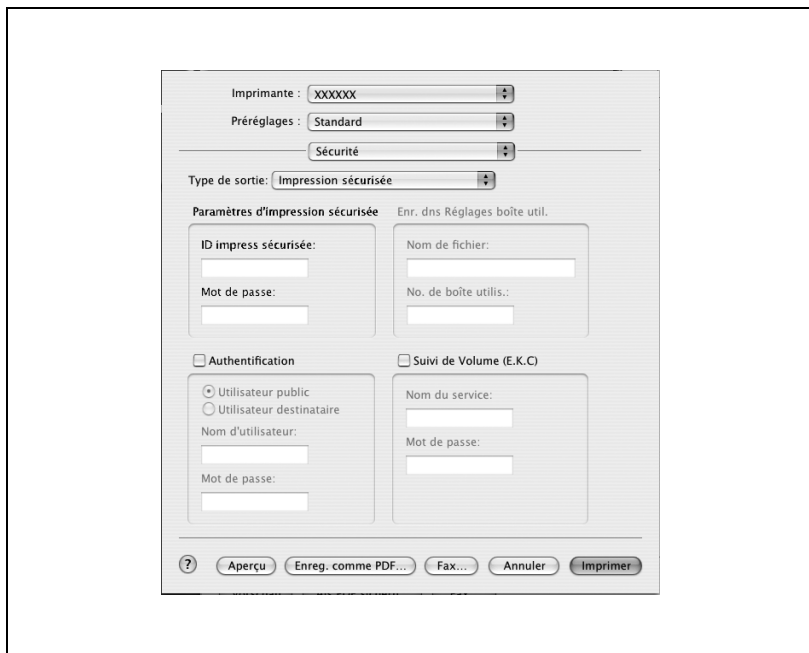 Imprimante : XXXXXX
Préréglages : Standard
Sécurité
Type de sortie: Impression sécurisée
Paramètres d'impression sécurisée
ID impress sécurisée:
Mot de passe:
Enr. dns Réglages boîte util.
Nom de fichier:
No. de boîte utilis.:
Authentification
Utilisateur public
Utilisateur destinataire
Nom d'utilisateur:
Mot de passe:
Suivi de Volume (E.K.C)
Nom du service:
Mot de passe:
? Aperçu Enreg. comme PDF... Fax... Annuler Imprimer